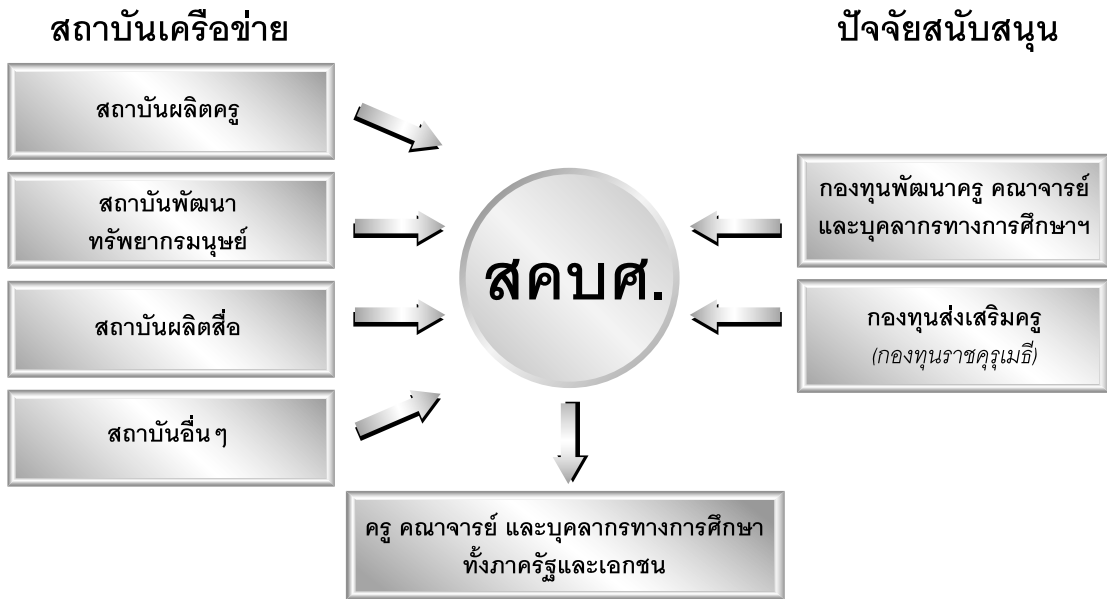 สถาบันเครือข่าย
สถาบันผลิตครู
สถาบันพัฒนา
ทรัพยากรมนุษย์
สถาบันผลิตสื่อ
สถาบันอื่นๆ
สคบศ.
ปัจจัยสนับสนุน
กองทุนพัฒนาครู คณาจารย์
และบุคลากรทางการศึกษาฯ
กองทุนส่งเสริมครู
(กองทุนราชคุรุเมธี)
ครู คณาจารย์ และบุคลากรทางการศึกษา
ทั้งภาครัฐและเอกชน